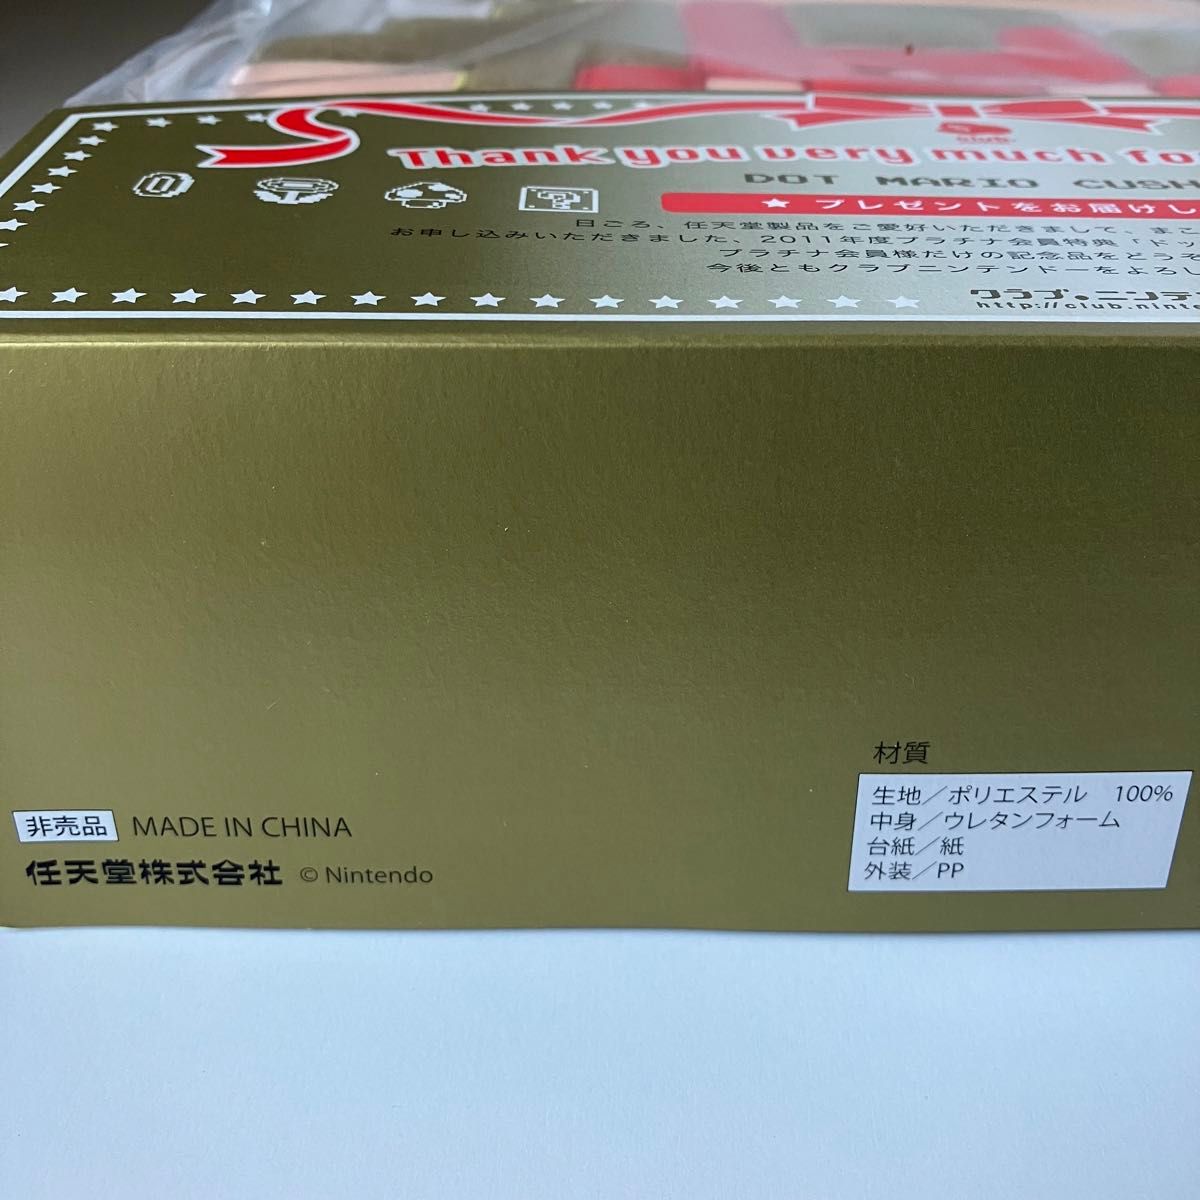 club
Thank you very much fo
DOT MARIO CUSH
★ プレゼントをお届けし
日ごろ、任天堂製品をご愛好いただきまして、まこ
お申し込みいただきました、2011年度プラチナ会員特典「ドッ
プラチナ会員様だけの記念品をどうぞ
今後ともクラブニンテンドーをよろし
クラブ・ニンテ
http://club.ninte
材質
生地／ポリエステル 100%
中身／ウレタンフォーム
台紙／紙
外装／PP
非売品 MADE IN CHINA
任天堂株式会社 © Nintendo